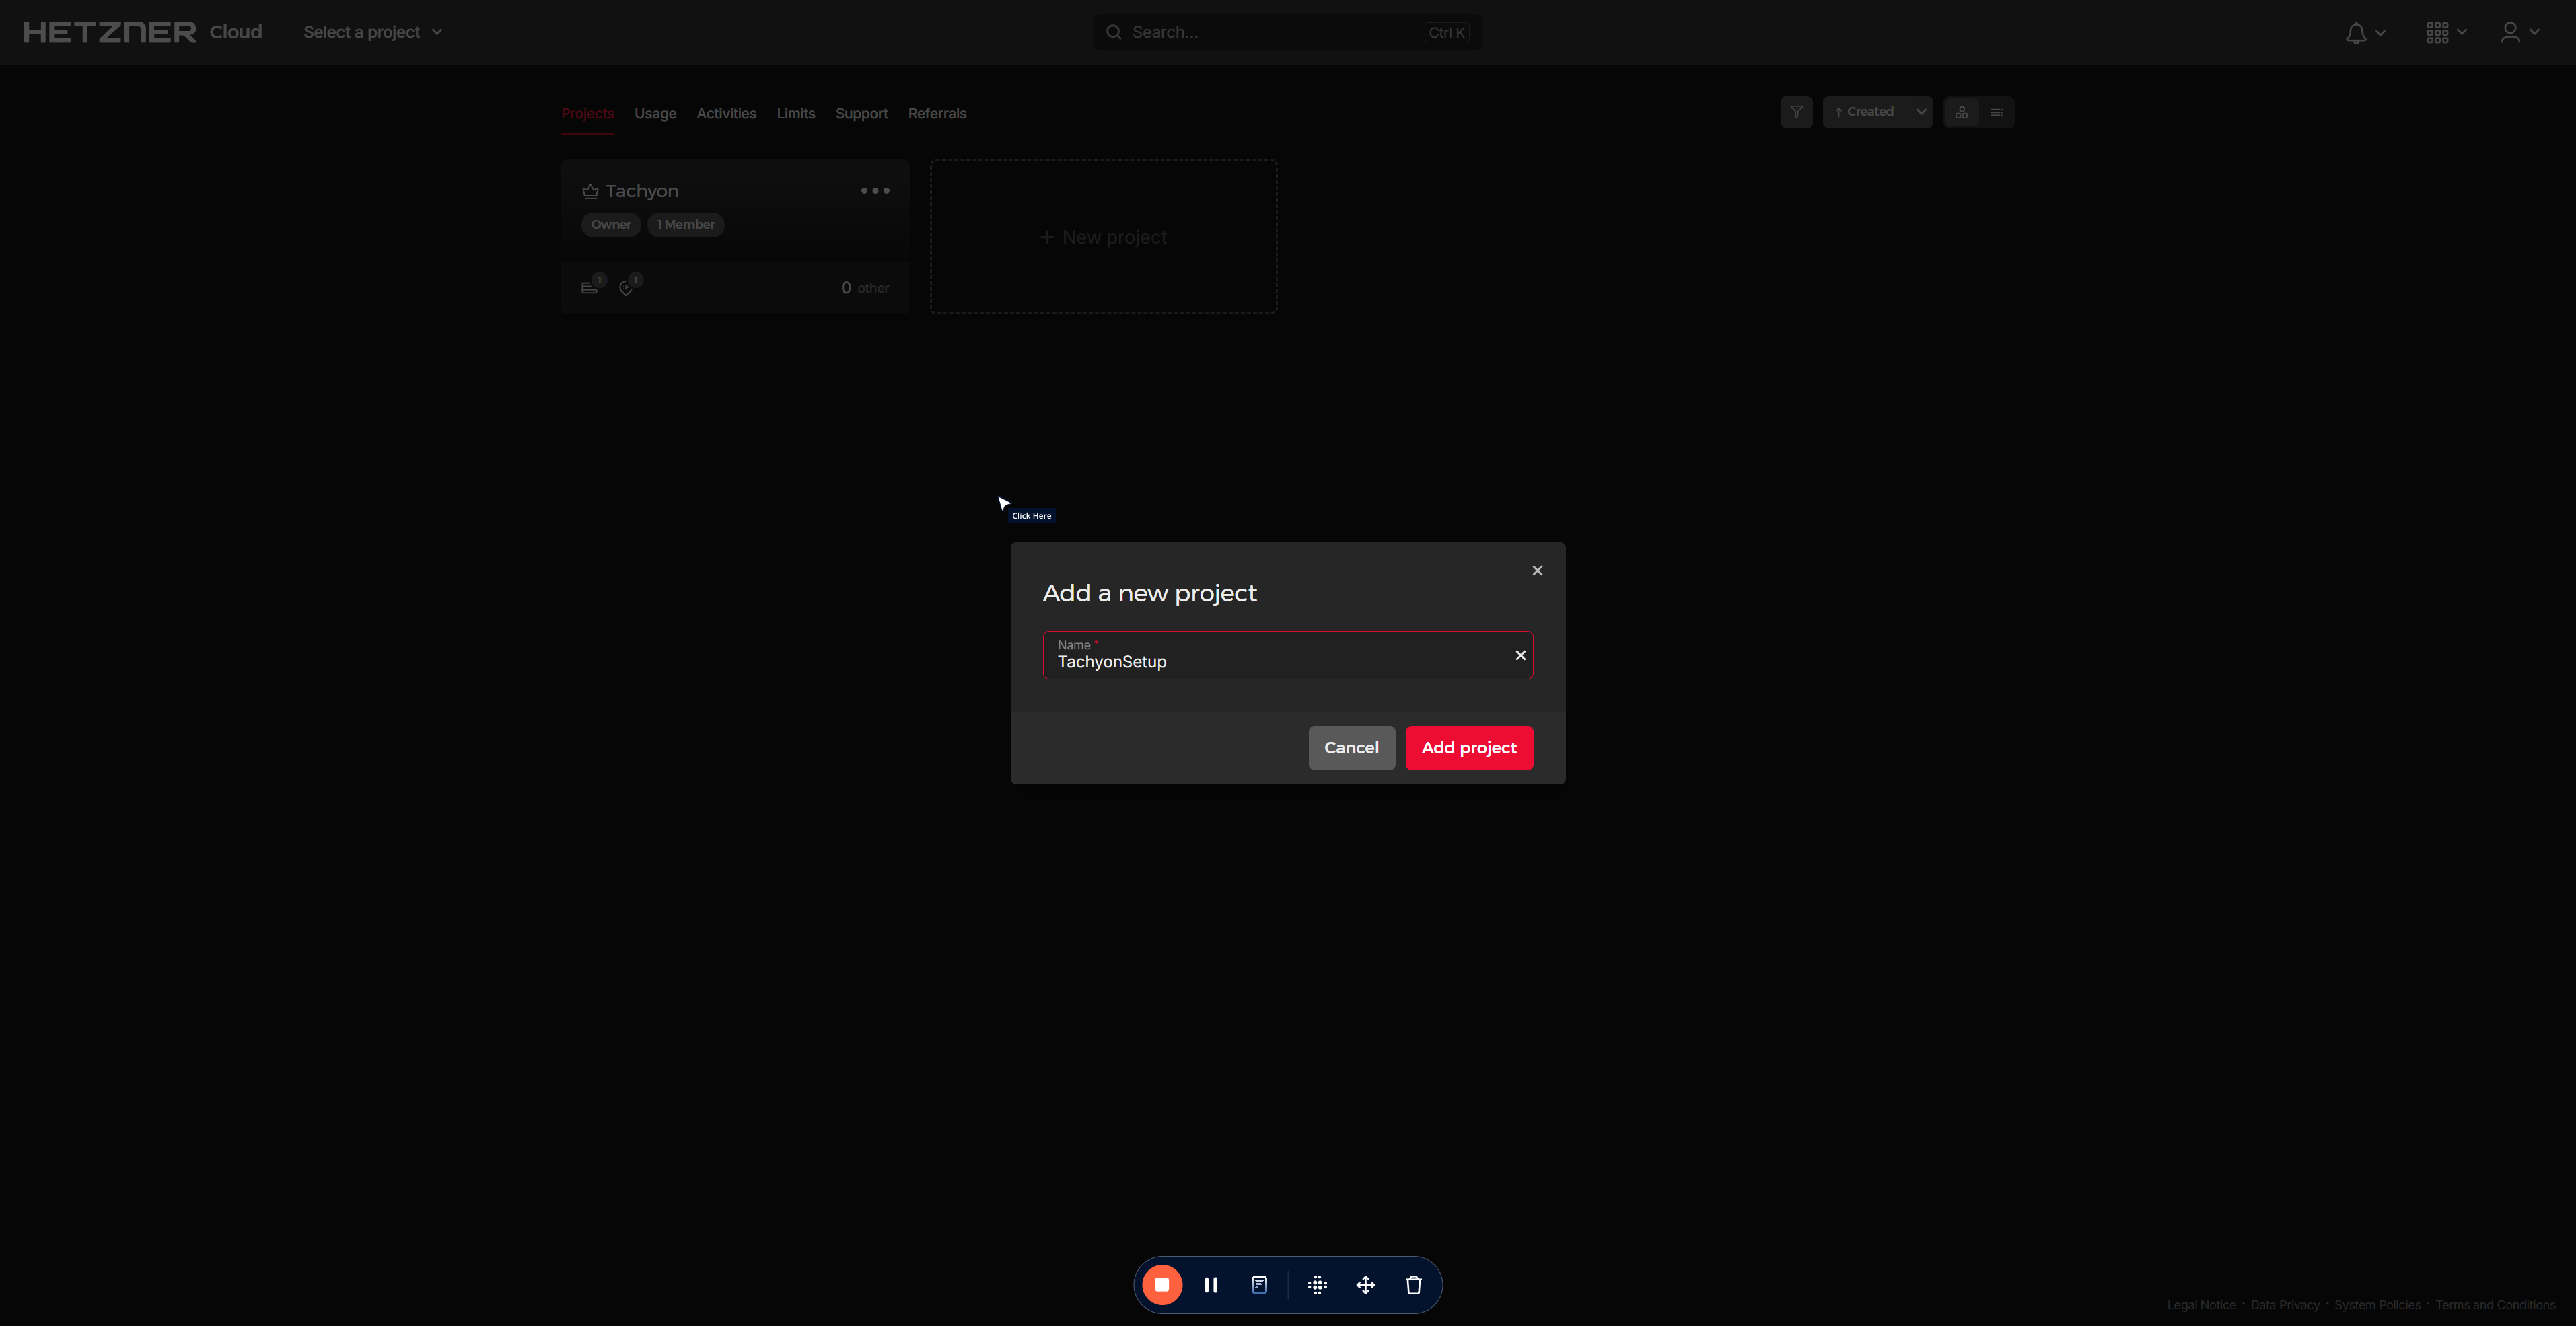 HETZNER Cloud Select a project Search... Ctrl K
Projects Usage Activities Limits Support Referrals ↑ Created
Tachyon
Owner 1 Member
+ New project
1 1 0 other
Click Here
Add a new project
Name *
TachyonSetup
Cancel Add project
Legal Notice · Data Privacy · System Policies · Terms and Conditions